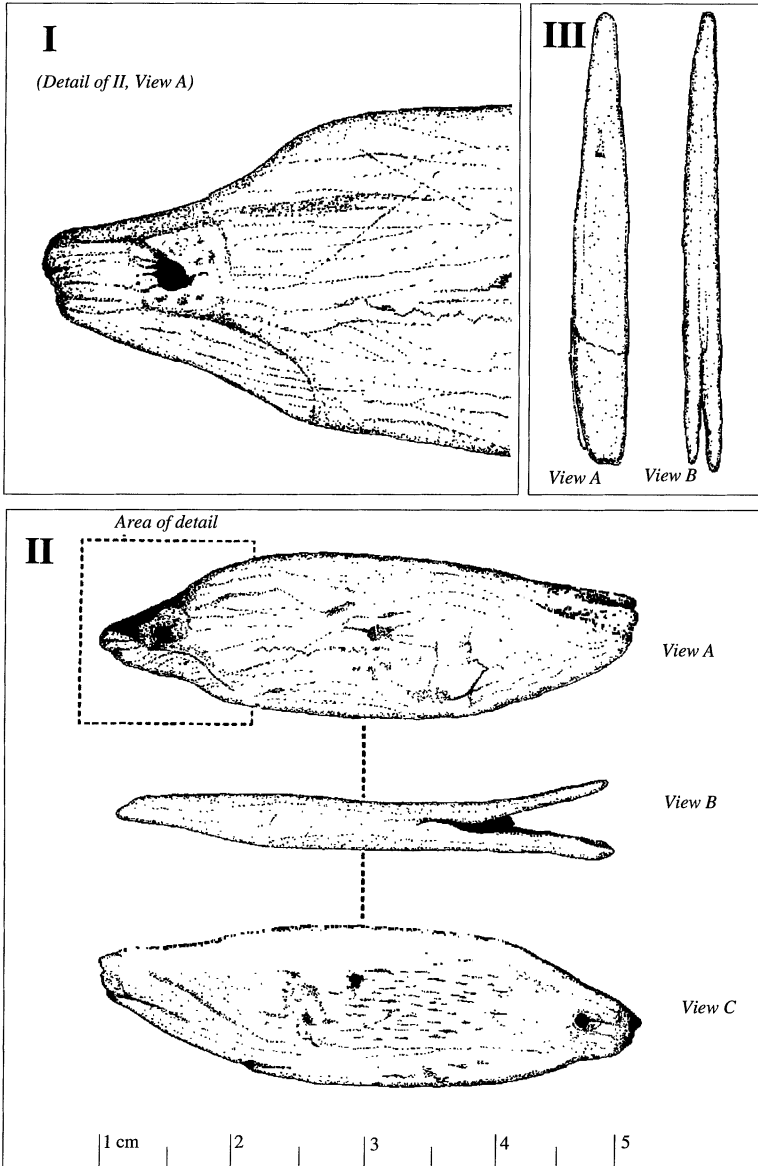 I
(Detail of II, View A)
III
View A
View B
II
Area of detail
View A
View B
View C
1 cm
2
3
4
5